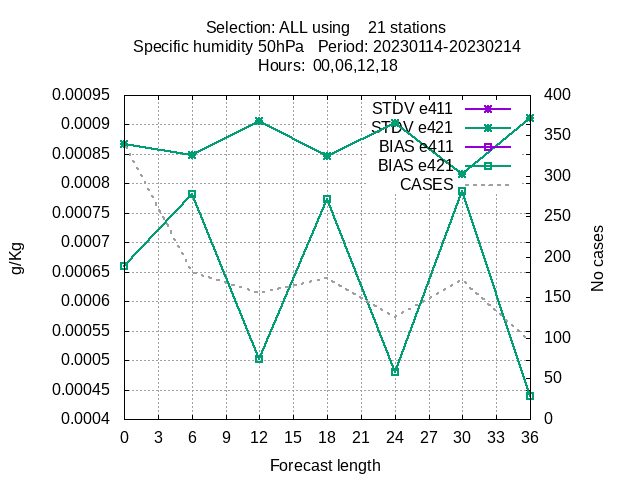 Selection: ALL using    21 stations
Specific humidity 50hPa   Period: 20230114-20230214
Hours:  00,06,12,18
0.00095
0.0009
0.00085
0.0008
0.00075
0.0007
0.00065
0.0006
0.00055
0.0005
0.00045
0.0004
g/Kg
STDV e411
STDV e421
BIAS e411
BIAS e421
CASES
400
350
300
250
200
150
100
50
0
No cases
0 3 6 9 12 15 18 21 24 27 30 33 36
Forecast length